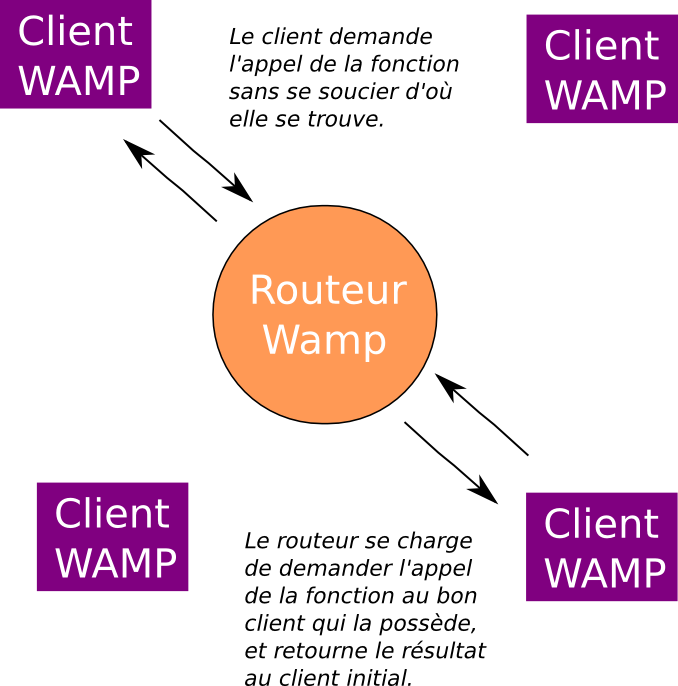 Client
WAMP
Le client demande
l'appel de la fonction
sans se soucier d'où
elle se trouve.
Client
WAMP
Routeur
Wamp
Client
WAMP
Le routeur se charge
de demander l'appel
de la fonction au bon
client qui la possède,
et retourne le résultat
au client initial.
Client
WAMP